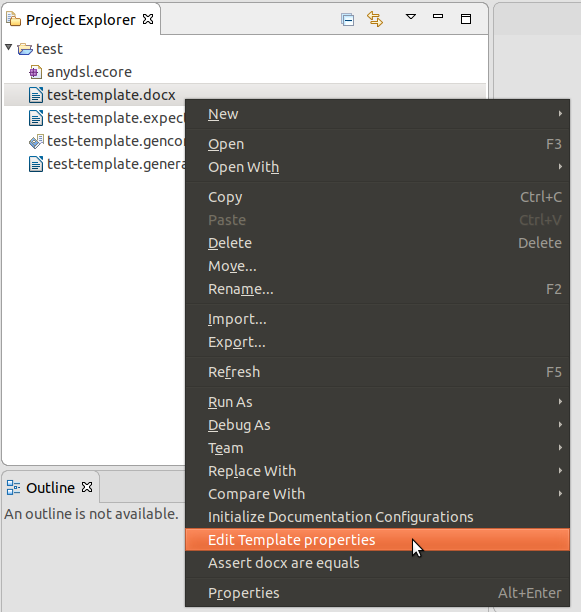 Project Explorer
test
anydsl.ecore
test-template.docx
test-template.expec
test-template.genco
test-template.genera
New
Open F3
Open With
Copy Ctrl+C
Paste Ctrl+V
Delete Delete
Move...
Rename... F2
Import...
Export...
Refresh F5
Run As
Debug As
Team
Replace With
Compare With
Initialize Documentation Configurations
Edit Template properties
Assert docx are equals
Properties Alt+Enter
Outline
An outline is not available.